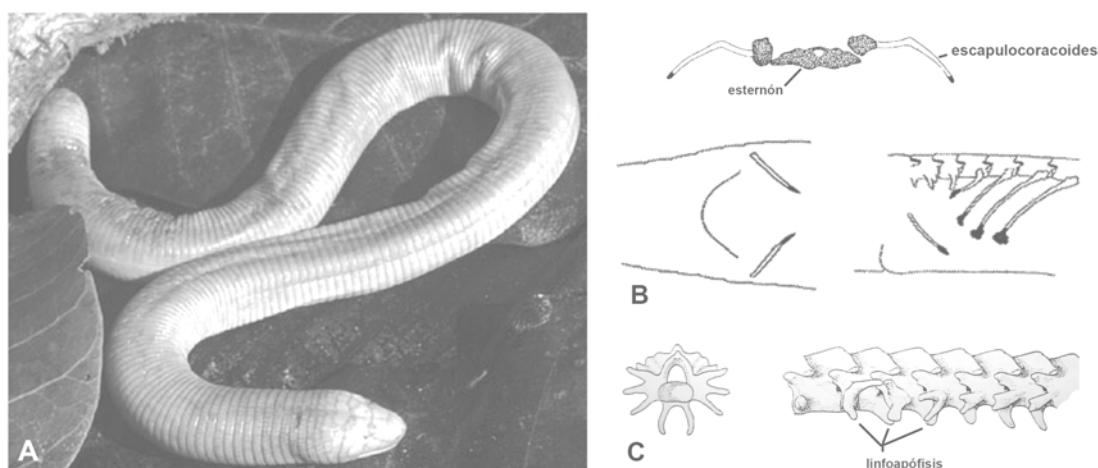 A
escapulocoracoides
esternón
B
C
linfoapófisis